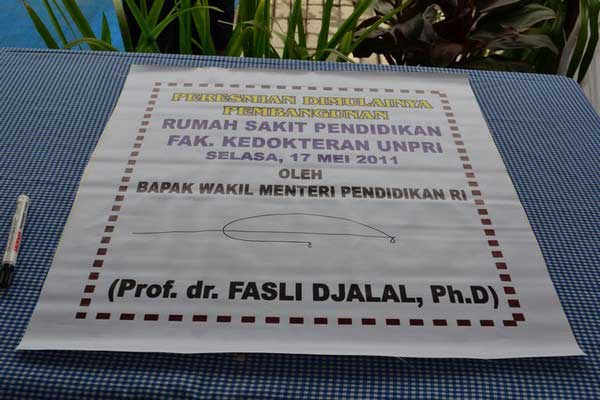 PERESMIAN DIMULAINYA
PEMBANGUNAN
RUMAH SAKIT PENDIDIKAN
FAK. KEDOKTERAN UNPRI
SELASA, 17 MEI 2011
OLEH
BAPAK WAKIL MENTERI PENDIDIKAN RI
(Prof. dr. FASLI DJALAL, Ph.D)